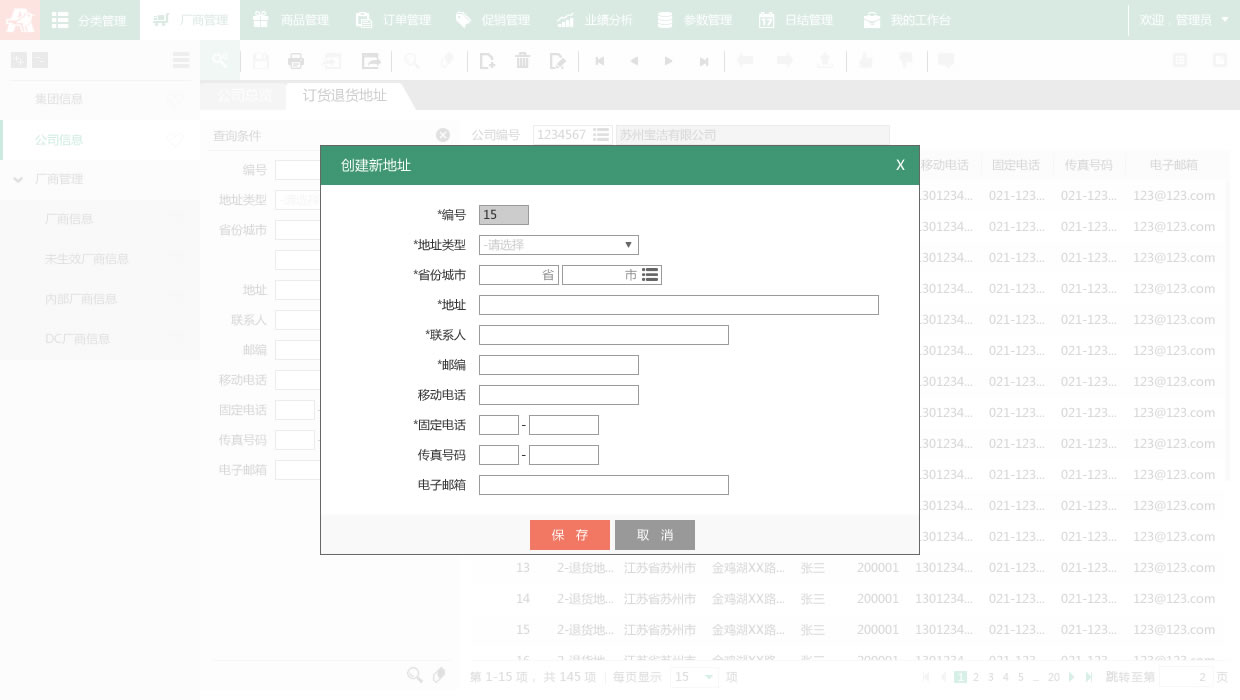 分类管理 厂商管理 商品管理 订单管理 促销管理 业绩分析 参数管理 日结管理 我的工作台 欢迎，管理员
集团信息
公司信息
厂商管理
厂商信息
未生效厂商信息
内部厂商信息
DC厂商信息
公司总览 订货退货地址
查询条件
编号
地址类型
省份城市
地址
联系人
邮编
移动电话
固定电话 -
传真号码 -
电子邮箱
公司编号 1234567 苏州宝洁有限公司
移动电话 固定电话 传真号码 电子邮箱
301234... 021-123... 021-123... 123@123.com
301234... 021-123... 021-123... 123@123.com
301234... 021-123... 021-123... 123@123.com
301234... 021-123... 021-123... 123@123.com
301234... 021-123... 021-123... 123@123.com
301234... 021-123... 021-123... 123@123.com
301234... 021-123... 021-123... 123@123.com
301234... 021-123... 021-123... 123@123.com
301234... 021-123... 021-123... 123@123.com
301234... 021-123... 021-123... 123@123.com
301234... 021-123... 021-123... 123@123.com
301234... 021-123... 021-123... 123@123.com
13 2-退货地... 江苏省苏州市 金鸡湖XX路... 张三 200001 1301234... 021-123... 021-123... 123@123.com
14 2-退货地... 江苏省苏州市 金鸡湖XX路... 张三 200001 1301234... 021-123... 021-123... 123@123.com
15 2-退货地... 江苏省苏州市 金鸡湖XX路... 张三 200001 1301234... 021-123... 021-123... 123@123.com
第 1-15 项， 共 145 项 每页显示 15 项 1 2 3 4 5 ... 20 跳转至第 2 页
创建新地址 X
*编号 15
*地址类型 -请选择
*省份城市 省 市
*地址
*联系人
*邮编
移动电话
*固定电话 -
传真号码 -
电子邮箱
保 存 取 消